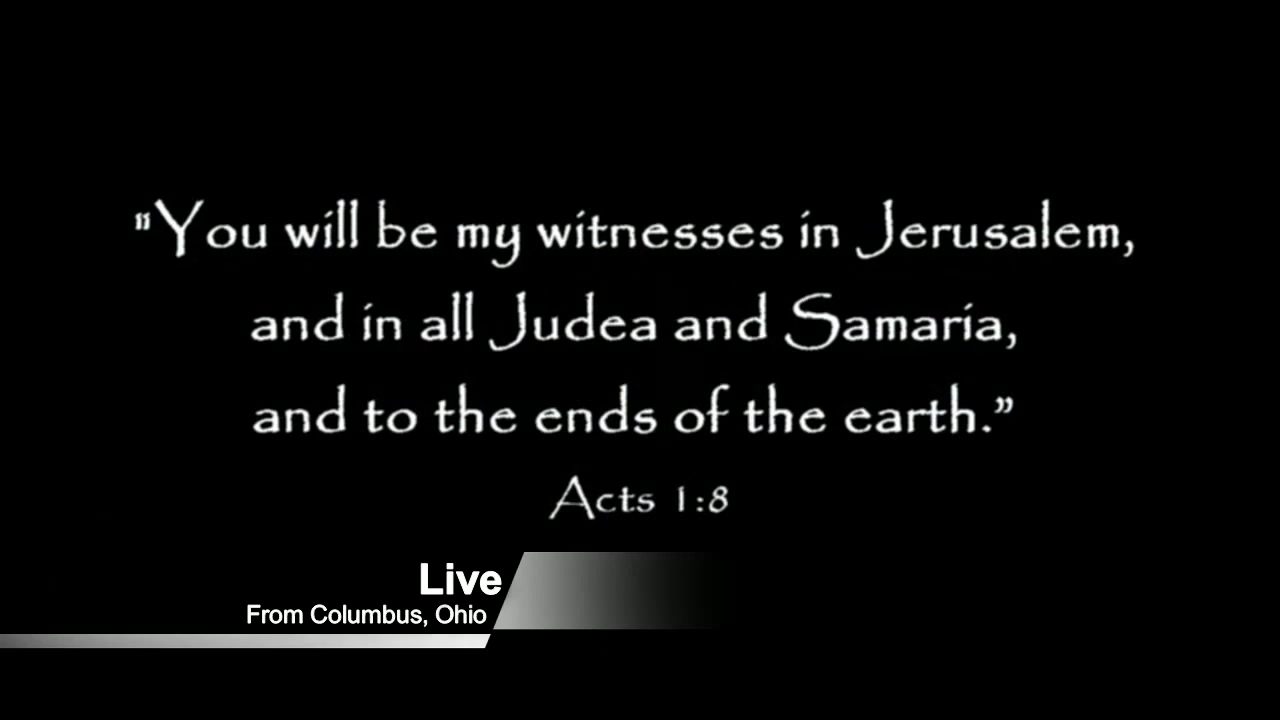 "You will be my witnesses in Jerusalem,
and in all Judea and Samaria,
and to the ends of the earth.”
Acts 1:8
Live
From Columbus, Ohio